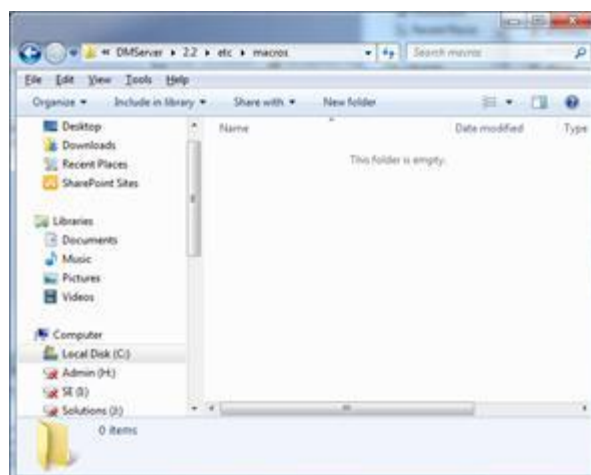 « DMServer ▸ 2.2 ▸ etc ▸ macros
Search macros
File Edit View Tools Help
Organize ▾ Include in library ▾ Share with ▾ New folder
Desktop
Downloads
Recent Places
SharePoint Sites
Libraries
Documents
Music
Pictures
Videos
Computer
Local Disk (C:)
Admin (H:)
SE (I:)
Solutions (J:)
Name Date modified Type
This folder is empty.
0 items